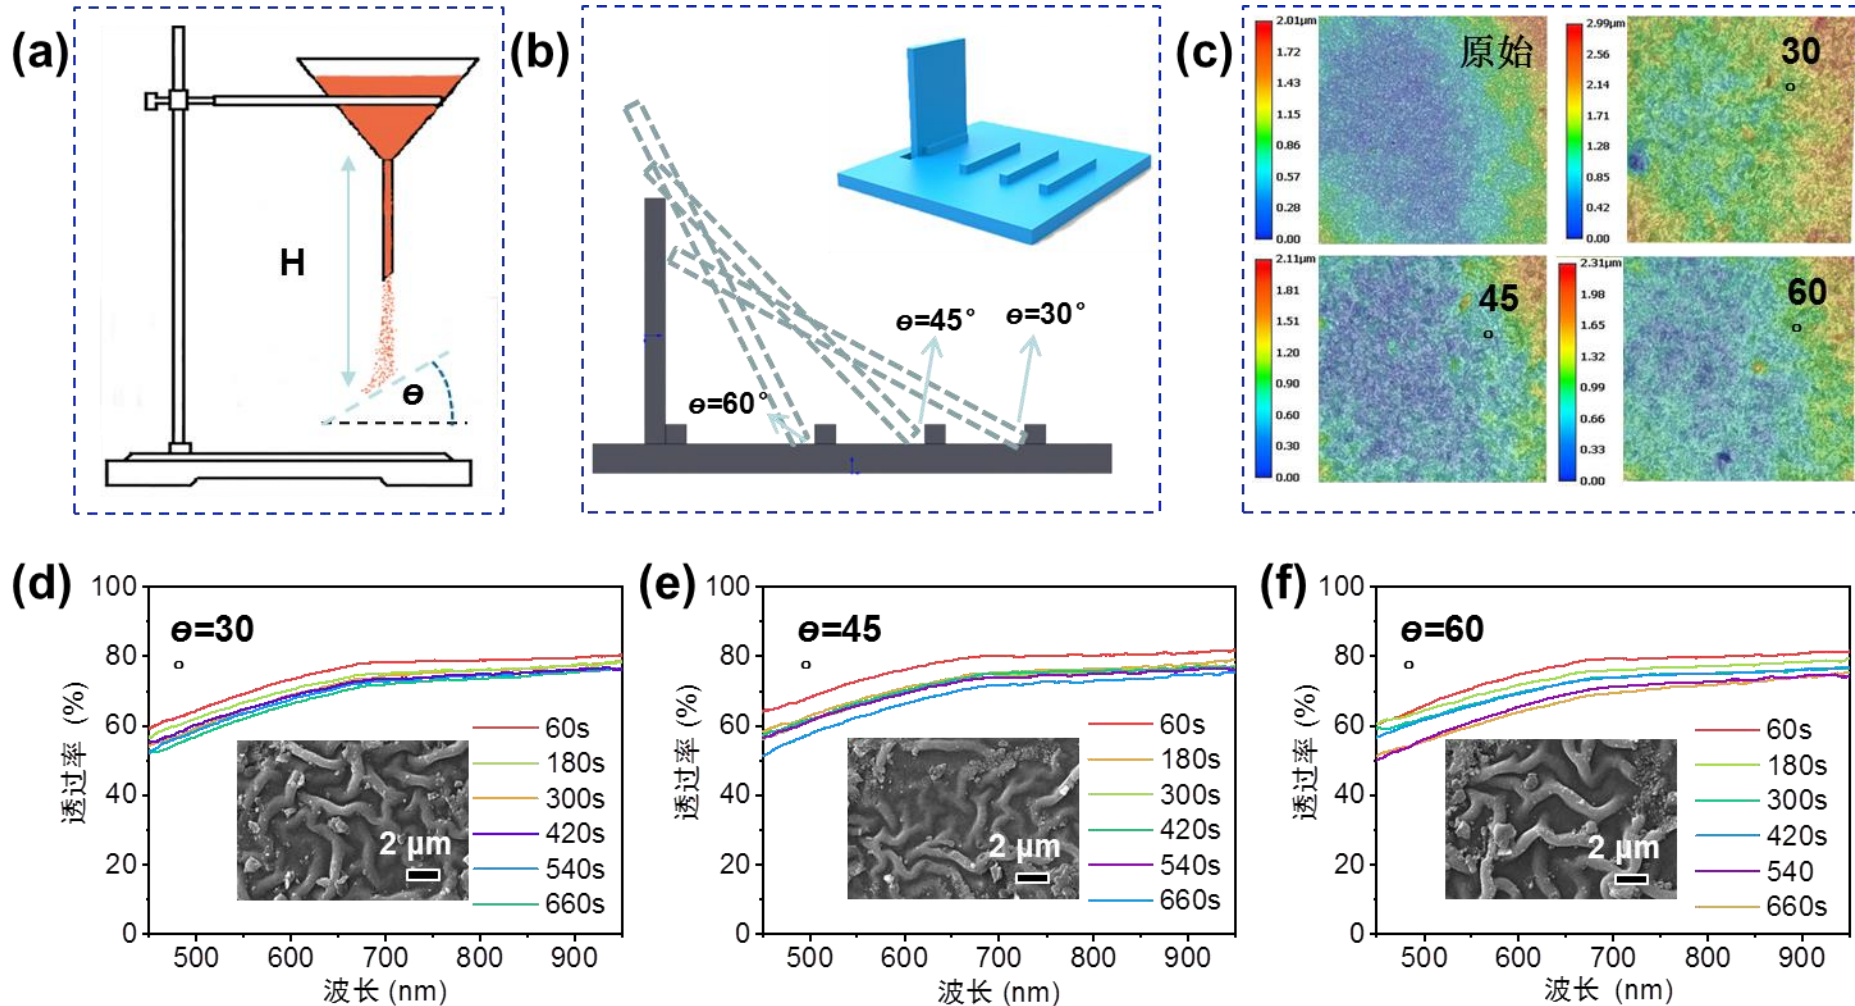 (a)
H
ɵ
(b)
ɵ=60°
ɵ=45°
ɵ=30°
(c)
2.01μm
1.72
1.43
1.15
0.86
0.57
0.28
0.00
原始
2.99μm
2.56
2.14
1.71
1.28
0.85
0.42
0.00
30
°
2.11μm
1.81
1.51
1.20
0.90
0.60
0.30
0.00
45
°
2.31μm
1.98
1.65
1.32
0.99
0.66
0.33
0.00
60
°
(d)
100
80
60
40
20
0
透过率 (%)
ɵ=30
°
60s
180s
300s
420s
540s
660s
2 μm
500 600 700 800 900
波长 (nm)
(e)
100
80
60
40
20
0
透过率 (%)
ɵ=45
°
60s
180s
300s
420s
540s
660s
2 μm
500 600 700 800 900
波长 (nm)
(f)
100
80
60
40
20
0
透过率 (%)
ɵ=60
°
60s
180s
300s
420s
540
660s
2 μm
500 600 700 800 900
波长 (nm)